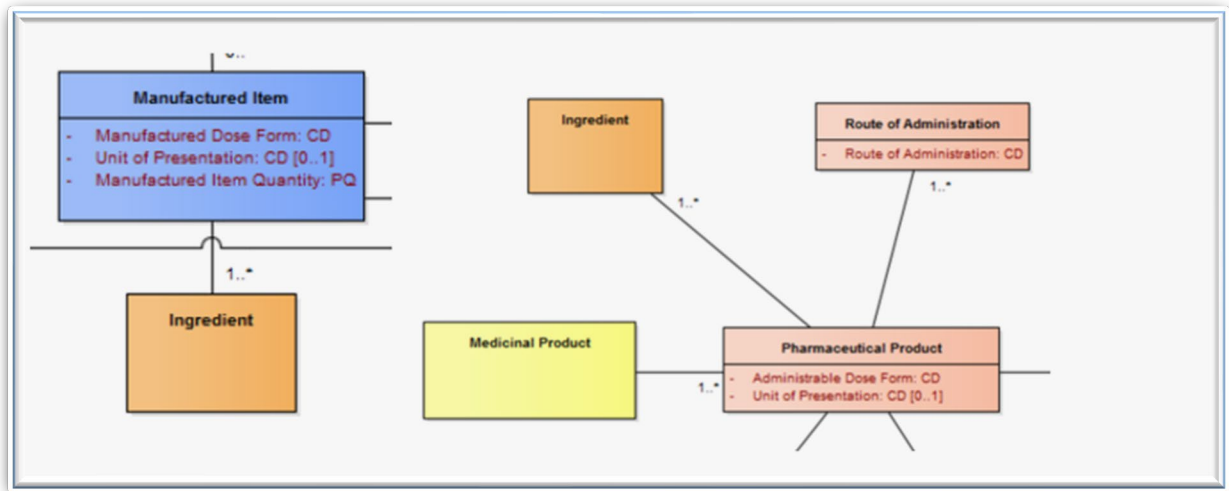 Manufactured Item
- Manufactured Dose Form: CD
- Unit of Presentation: CD [0..1]
- Manufactured Item Quantity: PQ
1..*
Ingredient
Ingredient
1..*
Route of Administration
- Route of Administration: CD
1..*
Medicinal Product
1..*
Pharmaceutical Product
- Administrable Dose Form: CD
- Unit of Presentation: CD [0..1]